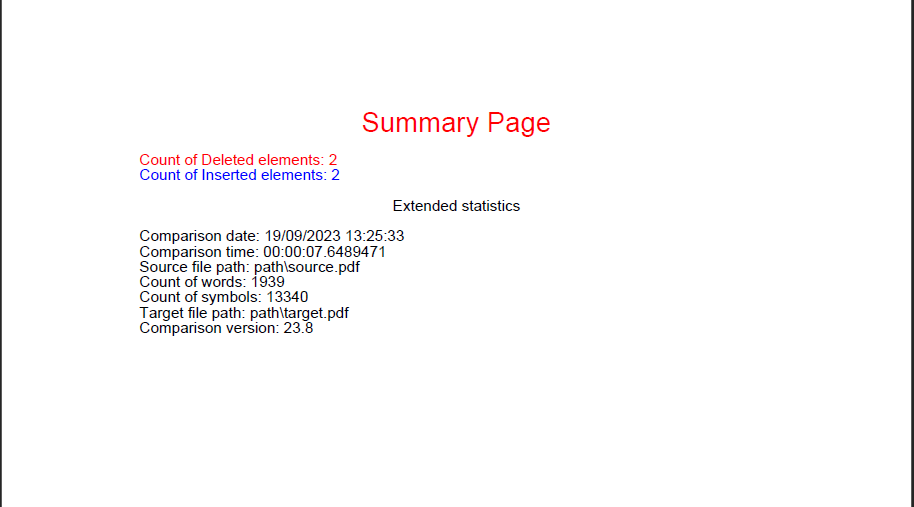 Summary Page
Count of Deleted elements: 2
Count of Inserted elements: 2
Extended statistics
Comparison date: 19/09/2023 13:25:33
Comparison time: 00:00:07.6489471
Source file path: path\source.pdf
Count of words: 1939
Count of symbols: 13340
Target file path: path\target.pdf
Comparison version: 23.8